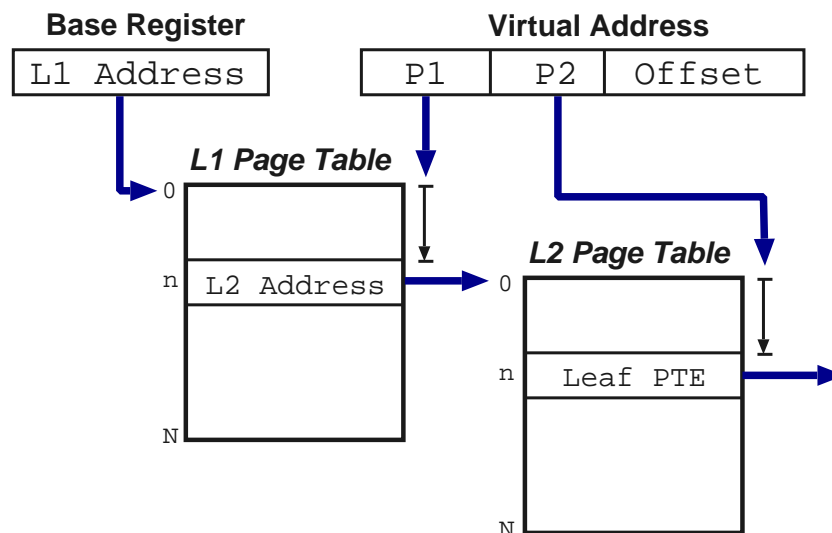 Base Register
Virtual Address
L1 Address
P1
P2
Offset
L1 Page Table
0
n
L2 Address
N
L2 Page Table
0
n
Leaf PTE
N